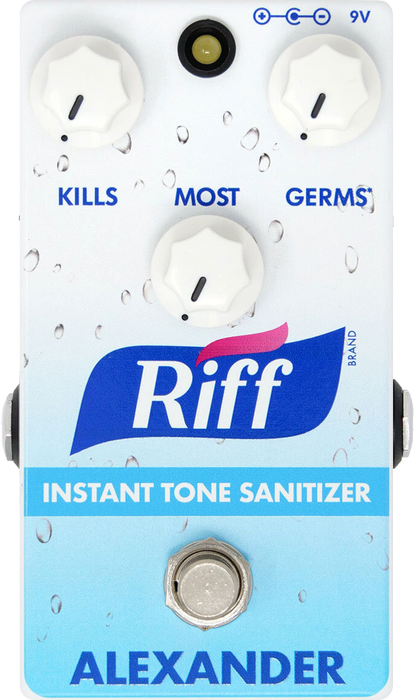 9V
KILLS MOST GERMS*
Riff
BRAND
INSTANT TONE SANITIZER
ALEXANDER